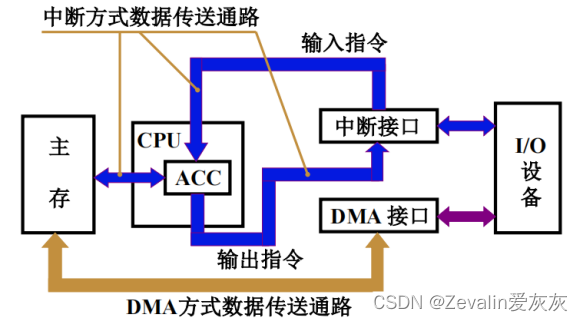 中断方式数据传送通路
输入指令
主
存
CPU
ACC
中断接口
I/O
设
备
DMA 接口
输出指令
DMA方式数据传送通路
CSDN @Zevalin爱灰灰